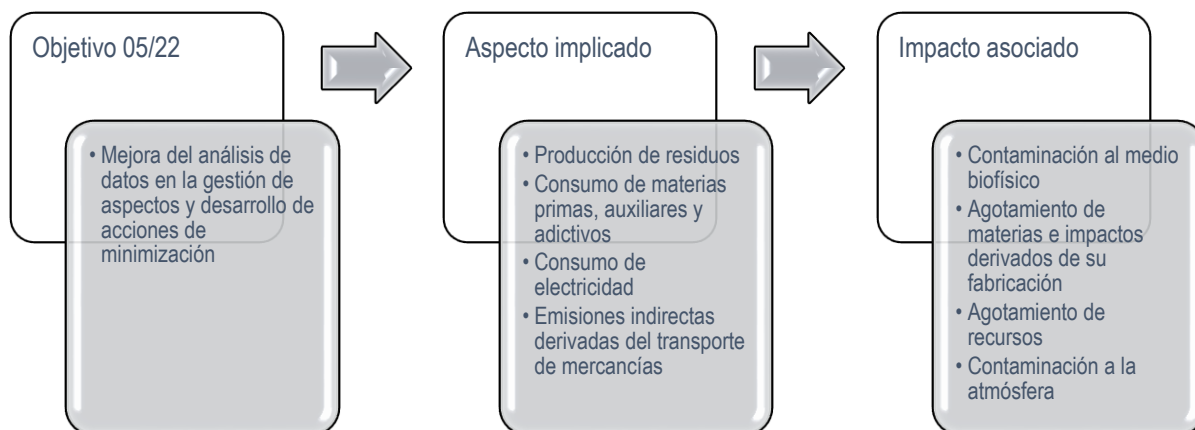 Objetivo 05/22
• Mejora del análisis de
datos en la gestión de
aspectos y desarrollo de
acciones de
minimización
Aspecto implicado
• Producción de residuos
• Consumo de materias
primas, auxiliares y
adictivos
• Consumo de
electricidad
• Emisiones indirectas
derivadas del transporte
de mercancías
Impacto asociado
• Contaminación al medio
biofísico
• Agotamiento de
materias e impactos
derivados de su
fabricación
• Agotamiento de
recursos
• Contaminación a la
atmósfera